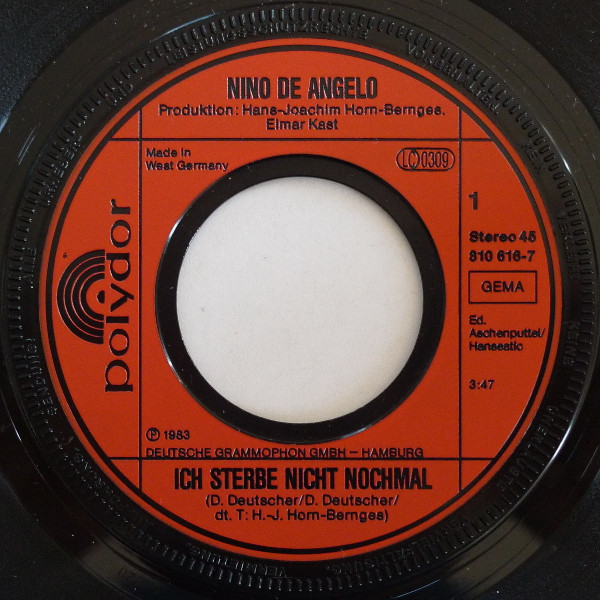 NINO DE ANGELO
Produktion: Hans-Joachim Horn-Bernges,
Elmar Kast
Made in
West Germany
LC 0309
polydor
1
Stereo 45
810 616-7
GEMA
Ed.
Aschenputtel/
Hanseatic
3:47
℗ 1983
DEUTSCHE GRAMMOPHON GMBH – HAMBURG
ICH STERBE NICHT NOCHMAL
(D. Deutscher/D. Deutscher/
dt. T: H.-J. Horn-Bernges)